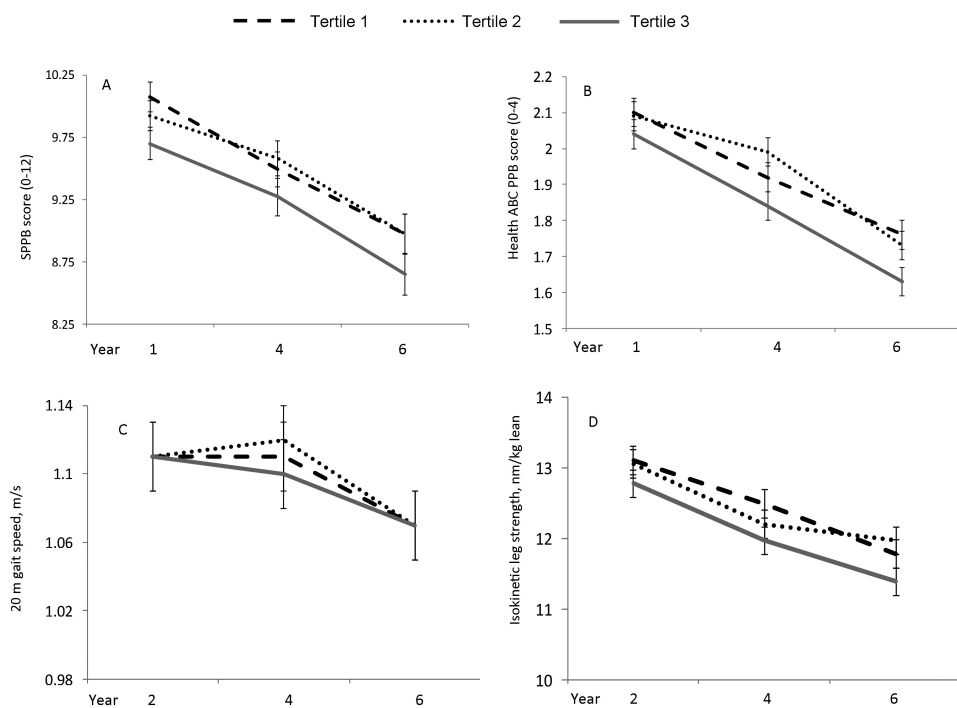 Tertile 1 Tertile 2 Tertile 3
A
SPPB score (0-12)
10.25
9.75
9.25
8.75
8.25
Year 1 4 6
B
Health ABC PPB score (0-4)
2.2
2.1
2
1.9
1.8
1.7
1.6
1.5
Year 1 4 6
C
20 m gait speed, m/s
1.14
1.1
1.06
1.02
0.98
Year 2 4 6
D
Isokinetic leg strength, nm/kg lean
14
13
12
11
10
Year 2 4 6